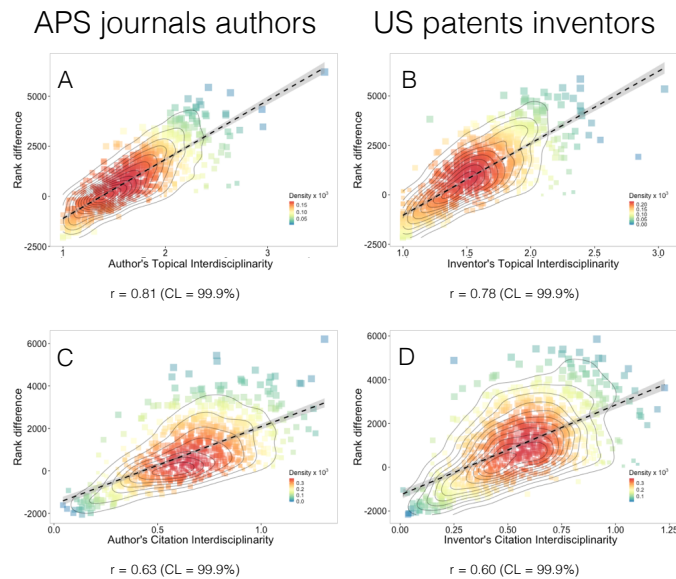 APS journals authors
US patents inventors
A
Rank difference
5000
2500
0
-2500
1
2
3
Density x 10³
0.15
0.10
0.05
Author's Topical Interdisciplinarity
r = 0.81 (CL = 99.9%)
B
Rank difference
5000
2500
0
-2500
1.0
1.5
2.0
2.5
3.0
Density x 10³
0.20
0.15
0.10
0.05
0.00
Inventor's Topical Interdisciplinarity
r = 0.78 (CL = 99.9%)
C
Rank difference
6000
4000
2000
0
-2000
0.0
0.5
1.0
Density x 10³
0.3
0.2
0.1
0.0
Author's Citation Interdisciplinarity
r = 0.63 (CL = 99.9%)
D
Rank difference
6000
4000
2000
0
-2000
0.00
0.25
0.50
0.75
1.00
1.25
Density x 10³
0.3
0.2
0.1
Inventor's Citation Interdisciplinarity
r = 0.60 (CL = 99.9%)